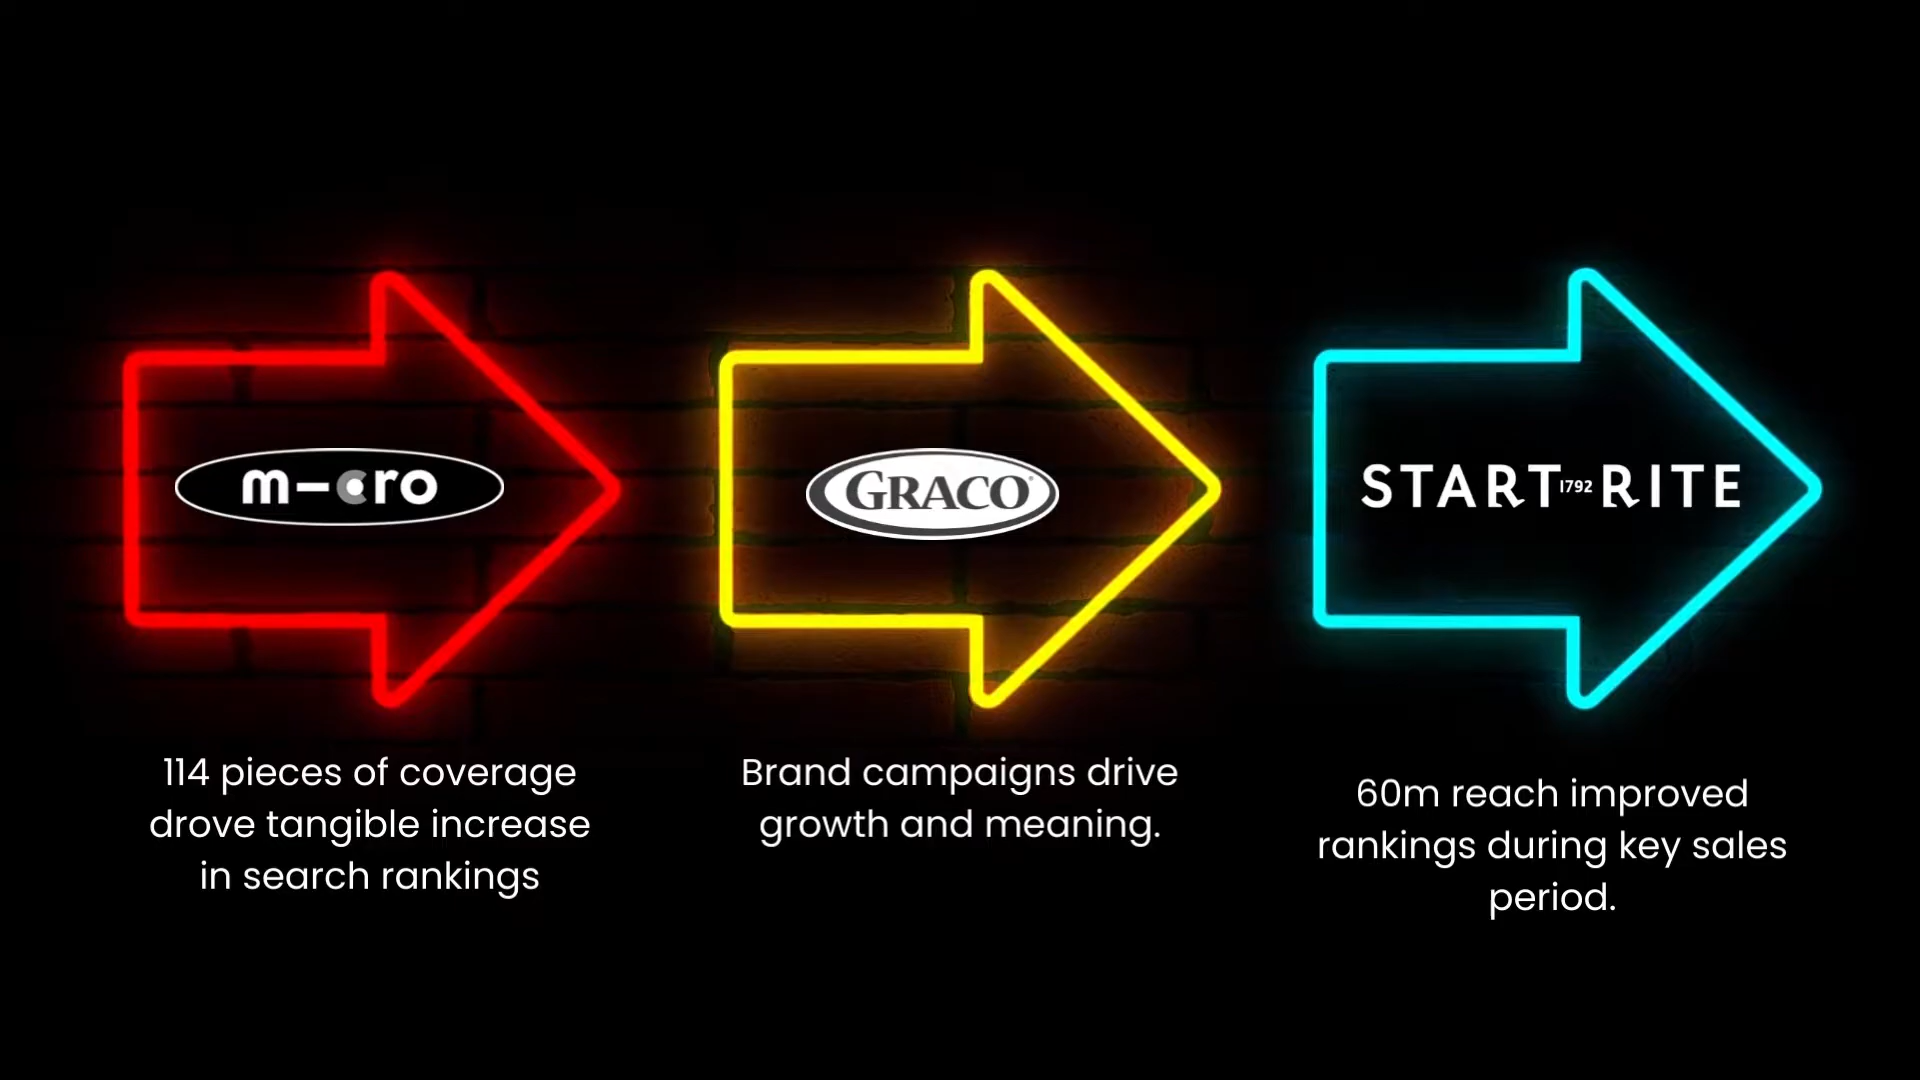 m-cro
GRACO
START 1792 RITE
114 pieces of coverage
drove tangible increase
in search rankings
Brand campaigns drive
growth and meaning.
60m reach improved
rankings during key sales
period.